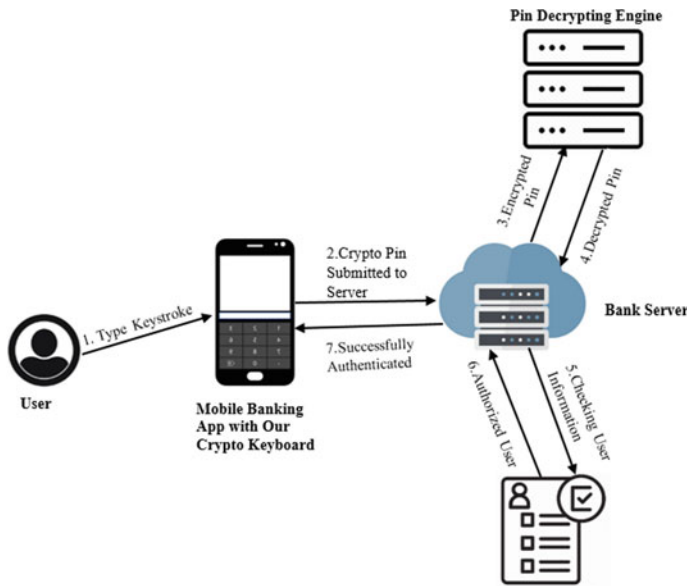 Pin Decrypting Engine
3.Encrypted
Pin
4.Decrypted Pin
2.Crypto Pin
Submitted to
Server
Bank Server
1. Type Keystroke
7.Successfully
Authenticated
User
Mobile Banking
App with Our
Crypto Keyboard
6.Authorized User
5.Checking User
Information